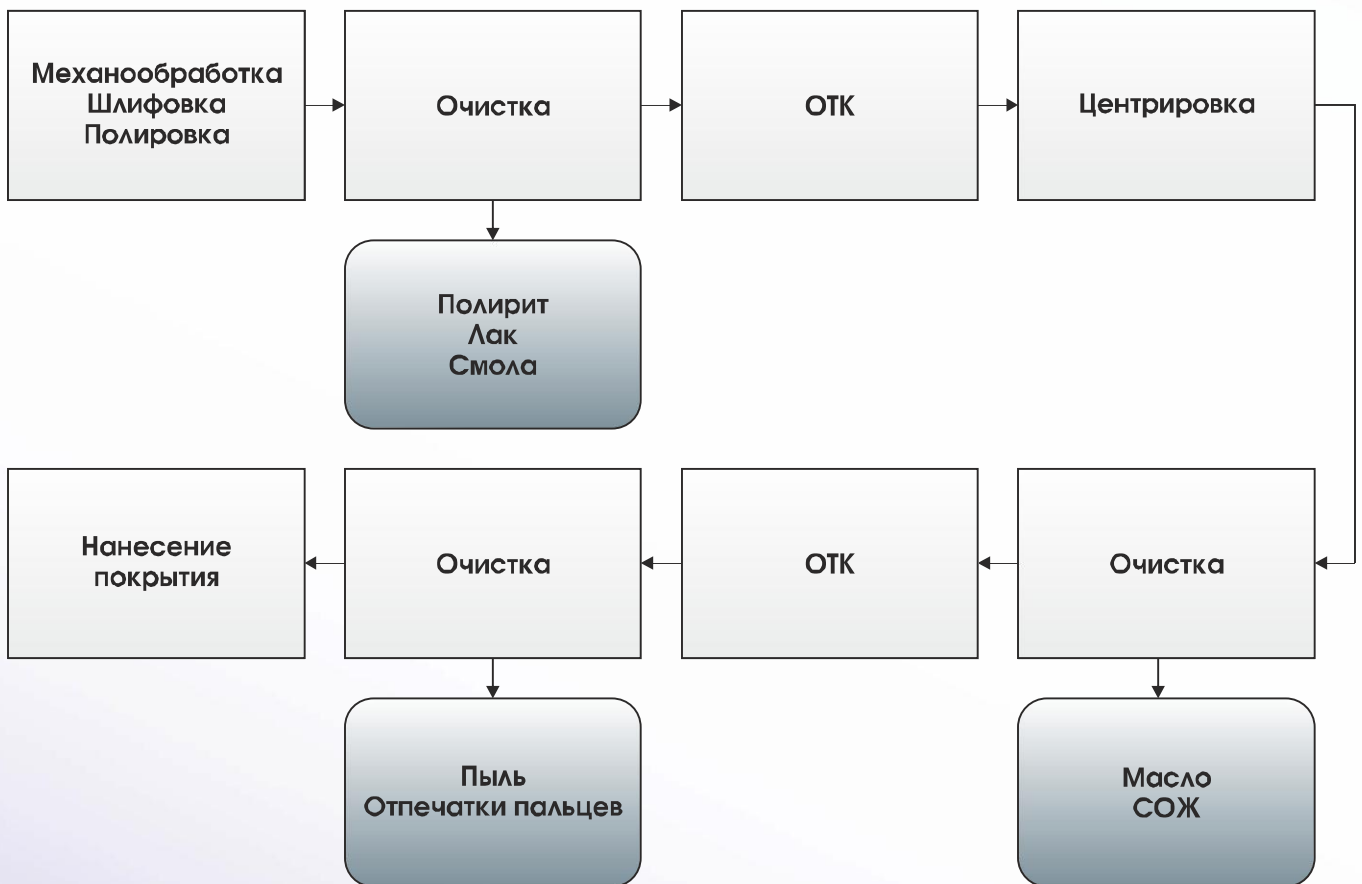 Механообработка
Шлифовка
Полировка
Очистка
ОТК
Центрировка
Полирит
Лак
Смола
Нанесение
покрытия
Очистка
ОТК
Очистка
Пыль
Отпечатки пальцев
Масло
СОЖ